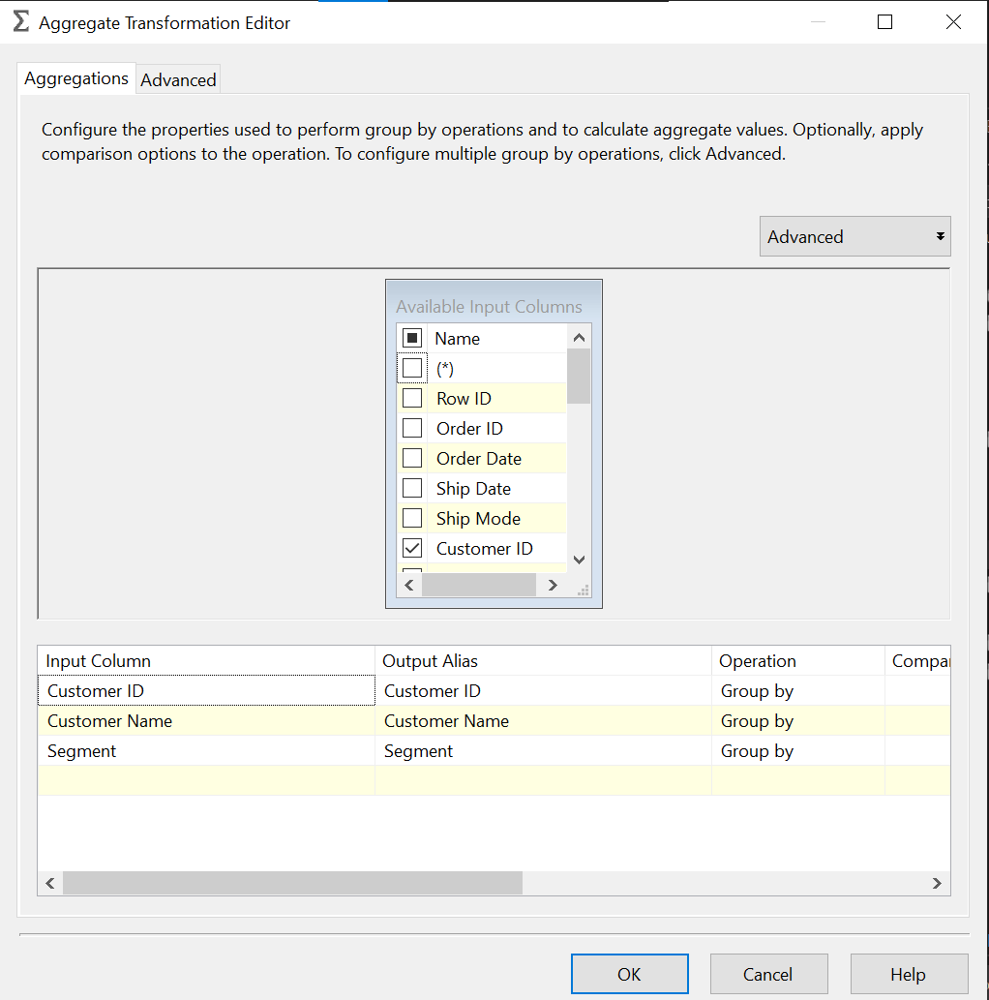 Aggregate Transformation Editor
Aggregations Advanced
Configure the properties used to perform group by operations and to calculate aggregate values. Optionally, apply
comparison options to the operation. To configure multiple group by operations, click Advanced.
Advanced
Available Input Columns
Name
(*)
Row ID
Order ID
Order Date
Ship Date
Ship Mode
Customer ID
Input Column Output Alias Operation Compar
Customer ID Customer ID Group by
Customer Name Customer Name Group by
Segment Segment Group by
OK Cancel Help